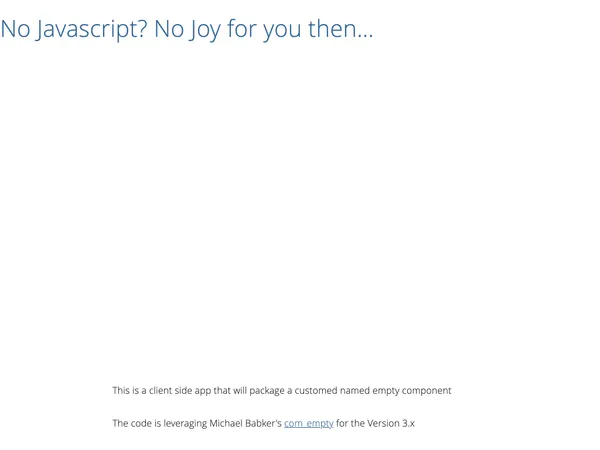 No Javascript? No Joy for you then...
This is a client side app that will package a customed named empty component
The code is leveraging Michael Babker's com_empty for the Version 3.x